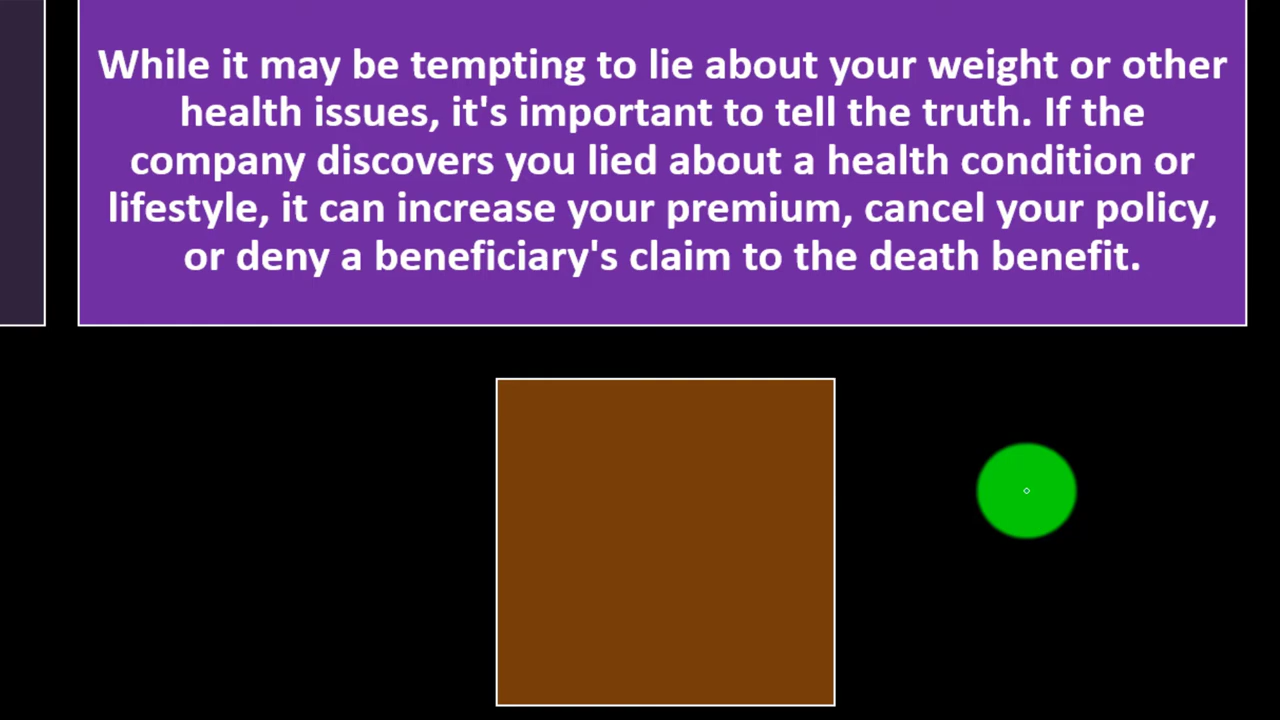 While it may be tempting to lie about your weight or other
health issues, it's important to tell the truth. If the
company discovers you lied about a health condition or
lifestyle, it can increase your premium, cancel your policy,
or deny a beneficiary's claim to the death benefit.